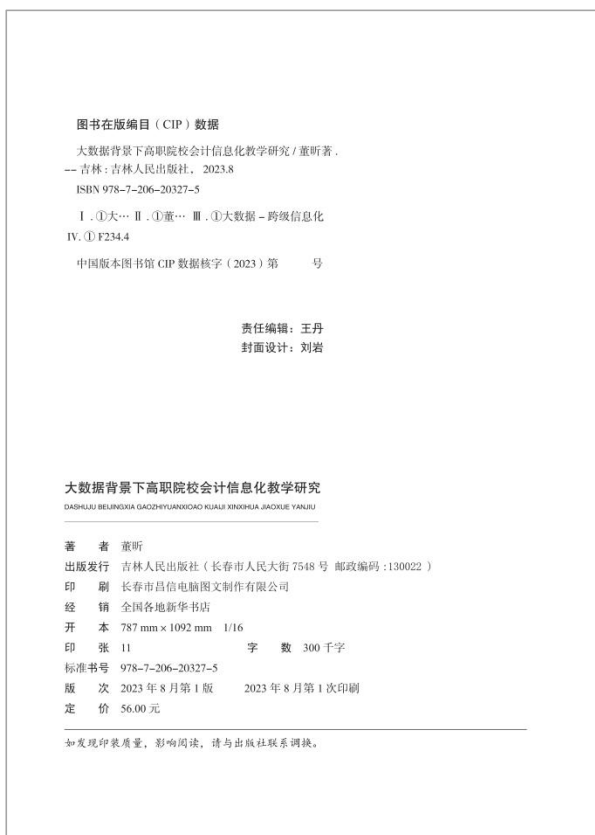 图书在版编目（CIP）数据
大数据背景下高职院校会计信息化教学研究 / 董昕著 .
-- 吉林 : 吉林人民出版社， 2023.8
ISBN 978-7-206-20327-5
Ⅰ . ①大… Ⅱ . ①董… Ⅲ . ①大数据 – 跨级信息化
IV. ① F234.4
中国版本图书馆 CIP 数据核字（2023）第 号
责任编辑：王丹
封面设计：刘岩
大数据背景下高职院校会计信息化教学研究
DASHUJU BEIJINGXIA GAOZHIYUANXIOAO KUAIJI XINXIHUA JIAOXUE YANJIU
著 者 董昕
出版发行 吉林人民出版社（长春市人民大街 7548 号 邮政编码 :130022 ）
印 刷 长春市昌信电脑图文制作有限公司
经 销 全国各地新华书店
开 本 787 mm × 1092 mm 1/16
印 张 11 字 数 300 千字
标准书号 978-7-206-20327-5
版 次 2023 年 8 月第 1 版 2023 年 8 月第 1 次印刷
定 价 56.00 元
如发现印装质量，影响阅读，请与出版社联系调换。